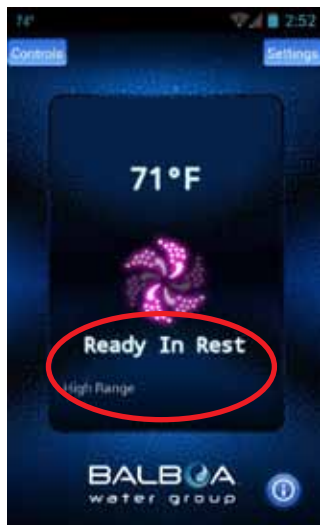 74° 2:52
Controls Settings
71°F
Ready In Rest
High Range
BALBOA
water group